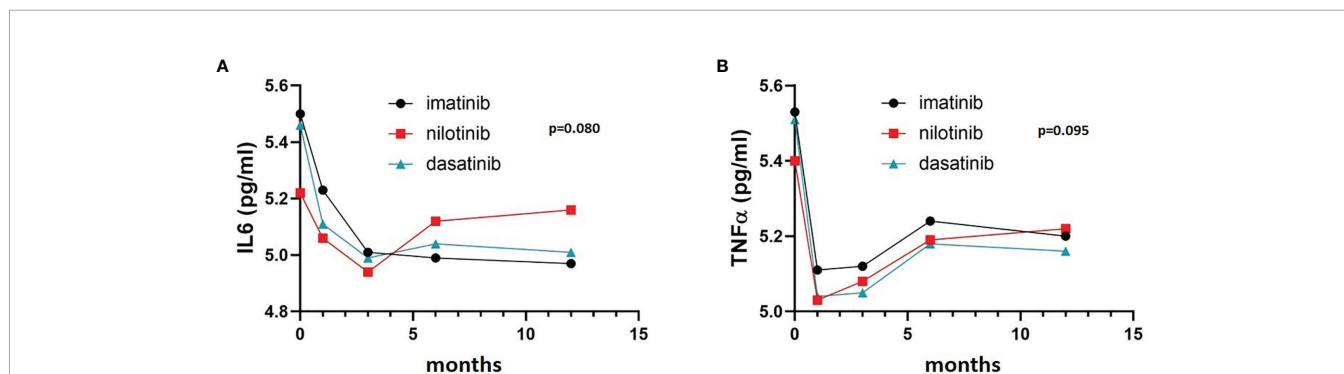 A
5.6
5.4
5.2
5.0
4.8
IL6 (pg/ml)
imatinib
nilotinib
dasatinib
p=0.080
0
5
10
15
months
B
5.6
5.4
5.2
5.0
TNFα (pg/ml)
imatinib
nilotinib
dasatinib
p=0.095
0
5
10
15
months